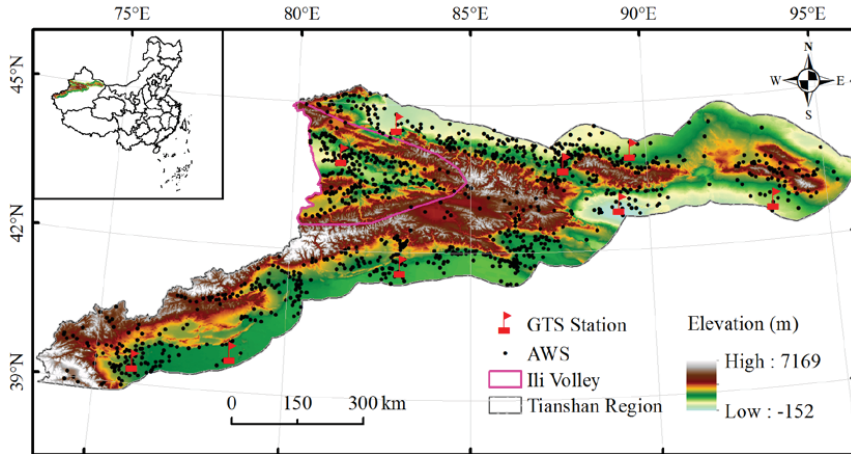 75°E 80°E 85°E 90°E 95°E
45°N
42°N
39°N
N
W E
S
GTS Station
AWS
Ili Volley
Tianshan Region
Elevation (m)
High : 7169
Low : -152
0 150 300 km